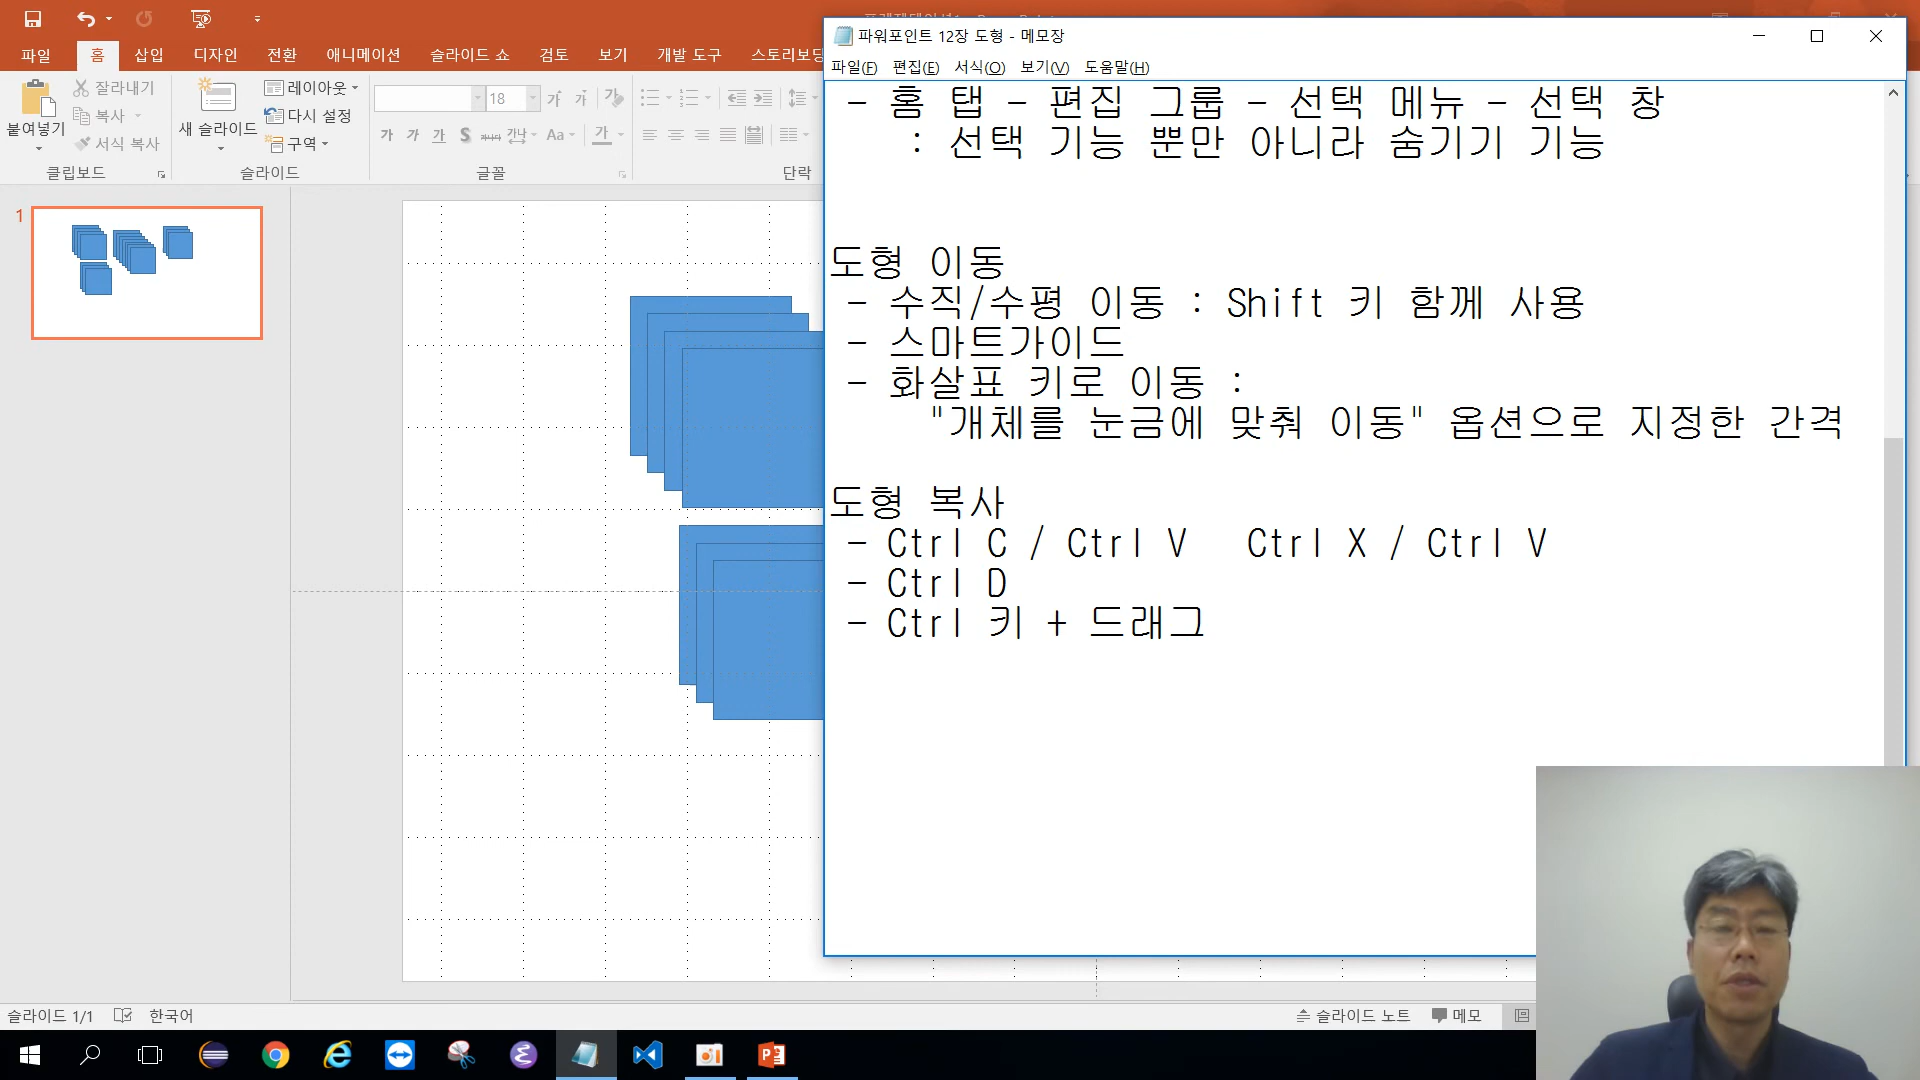 파일 홈 삽입 디자인 전환 애니메이션 슬라이드 쇼 검토 보기 개발 도구 스토리보딩
붙여넣기
잘라내기
복사
서식 복사
클립보드
새 슬라이드
레이아웃
다시 설정
구역
슬라이드
18
가 가 가 S 간나 Aa 가
글꼴
단락
1
파워포인트 12장 도형 - 메모장
파일(F) 편집(E) 서식(O) 보기(V) 도움말(H)
- 홈 탭 - 편집 그룹 - 선택 메뉴 - 선택 창
: 선택 기능 뿐만 아니라 숨기기 기능
도형 이동
- 수직/수평 이동 : Shift 키 함께 사용
- 스마트가이드
- 화살표 키로 이동 :
"개체를 눈금에 맞춰 이동" 옵션으로 지정한 간격
도형 복사
- Ctrl C / Ctrl V Ctrl X / Ctrl V
- Ctrl D
- Ctrl 키 + 드래그
슬라이드 1/1 한국어
슬라이드 노트 메모